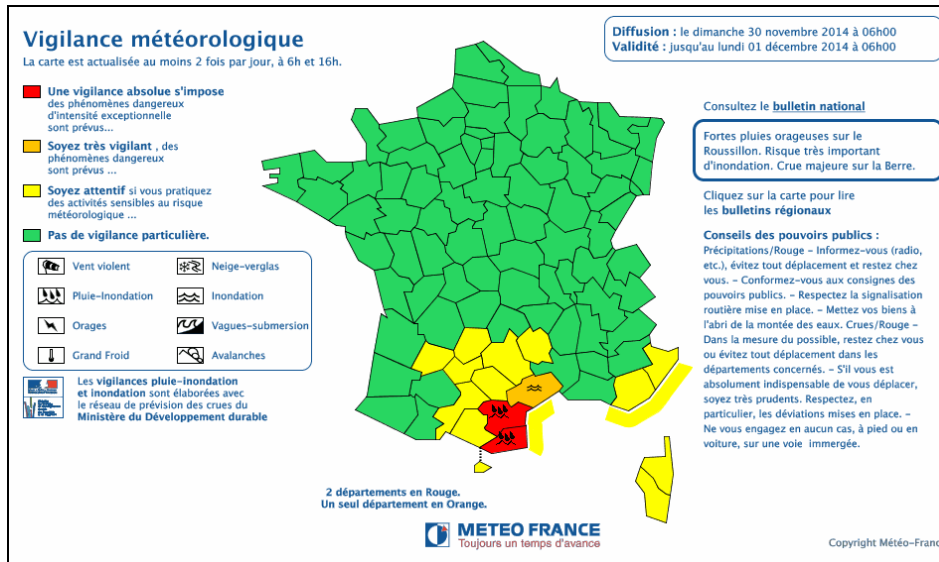 Vigilance météorologique
La carte est actualisée au moins 2 fois par jour, à 6h et 16h.
Une vigilance absolue s'impose
des phénomènes dangereux
d'intensité exceptionnelle
sont prévus...
Soyez très vigilant , des
phénomènes dangereux
sont prévus ...
Soyez attentif si vous pratiquez
des activités sensibles au risque
météorologique ...
Pas de vigilance particulière.
Vent violent
Neige-verglas
Pluie-Inondation
Inondation
Orages
Vagues-submersion
Grand Froid
Avalanches
Les vigilances pluie-inondation
et inondation sont élaborées avec
le réseau de prévision des crues du
Ministère du Développement durable
2 départements en Rouge.
Un seul département en Orange.
METEO FRANCE
Toujours un temps d'avance
Diffusion : le dimanche 30 novembre 2014 à 06h00
Validité : jusqu'au lundi 01 décembre 2014 à 06h00
Consultez le bulletin national
Fortes pluies orageuses sur le
Roussillon. Risque très important
d'inondation. Crue majeure sur la Berre.
Cliquez sur la carte pour lire
les bulletins régionaux
Conseils des pouvoirs publics :
Précipitations/Rouge – Informez-vous (radio,
etc.), évitez tout déplacement et restez chez
vous. – Conformez-vous aux consignes des
pouvoirs publics. – Respectez la signalisation
routière mise en place. – Mettez vos biens à
l'abri de la montée des eaux. Crues/Rouge –
Dans la mesure du possible, restez chez vous
ou évitez tout déplacement dans les
départements concernés. – S'il vous est
absolument indispensable de vous déplacer,
soyez très prudents. Respectez, en
particulier, les déviations mises en place. –
Ne vous engagez en aucun cas, à pied ou en
voiture, sur une voie immergée.
Copyright Météo-Franc